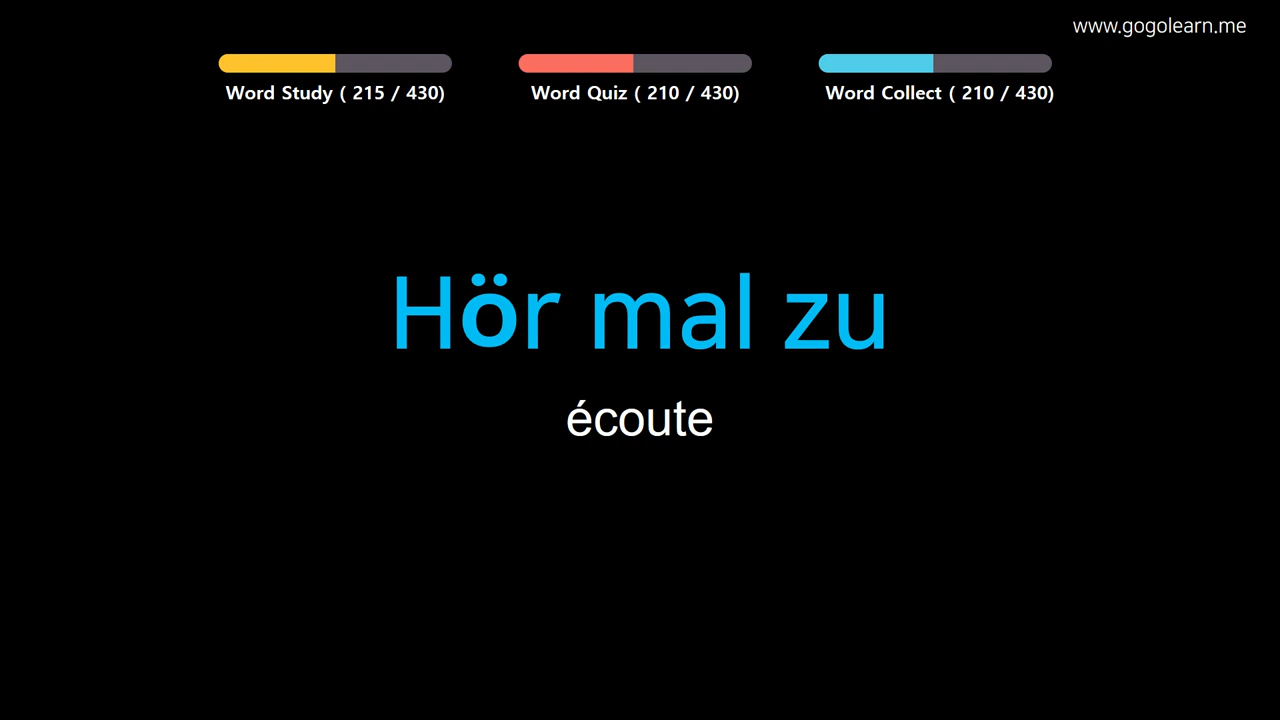 www.gogolearn.me
Word Study ( 215 / 430)
Word Quiz ( 210 / 430)
Word Collect ( 210 / 430)
Hör mal zu
écoute